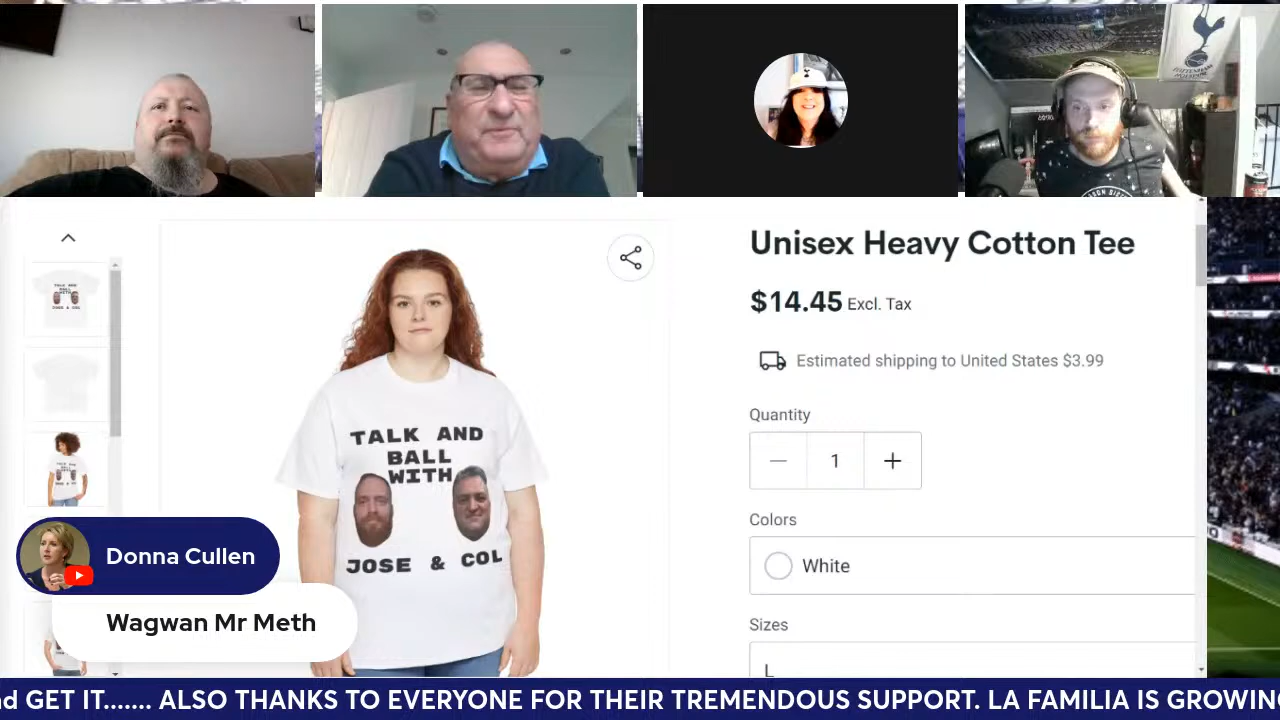 Unisex Heavy Cotton Tee
$14.45 Excl. Tax
Estimated shipping to United States $3.99
Quantity
1
Colors
White
Sizes
L
TALK AND
BALL
WITH
JOSE & COL
Donna Cullen
Wagwan Mr Meth
nd GET IT....... ALSO THANKS TO EVERYONE FOR THEIR TREMENDOUS SUPPORT. LA FAMILIA IS GROWING